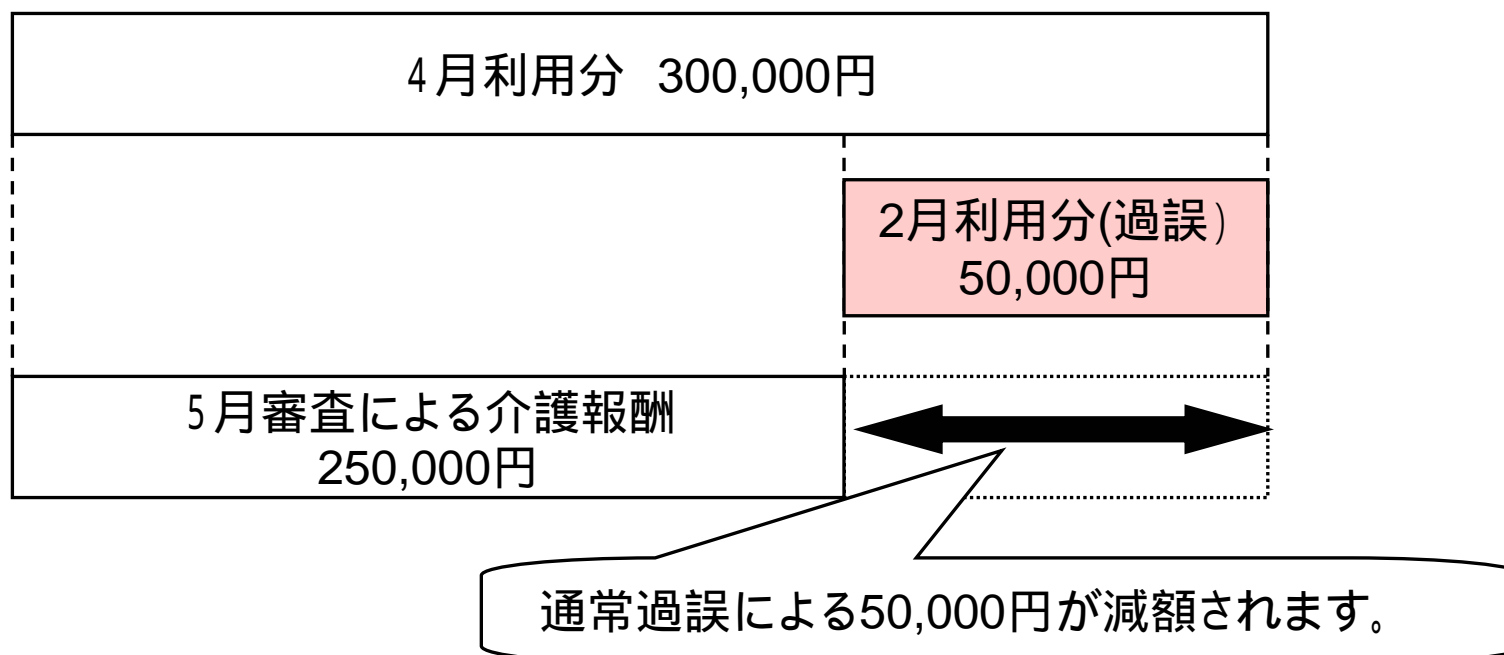 4月利用分 300,000円
2月利用分(過誤)
50,000円
5月審査による介護報酬
250,000円
通常過誤による50,000円が減額されます。